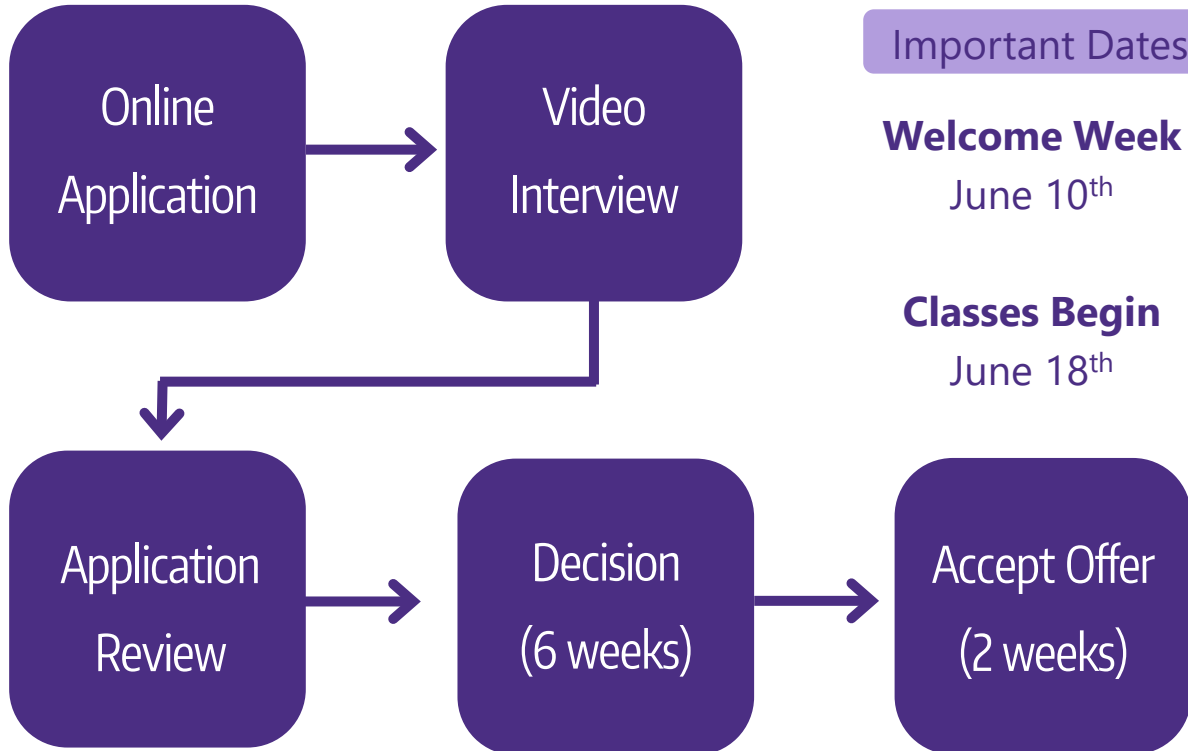 Online
Application
Video
Interview
Important Dates
Welcome Week
June 10th
Classes Begin
June 18th
Application
Review
Decision
(6 weeks)
Accept Offer
(2 weeks)